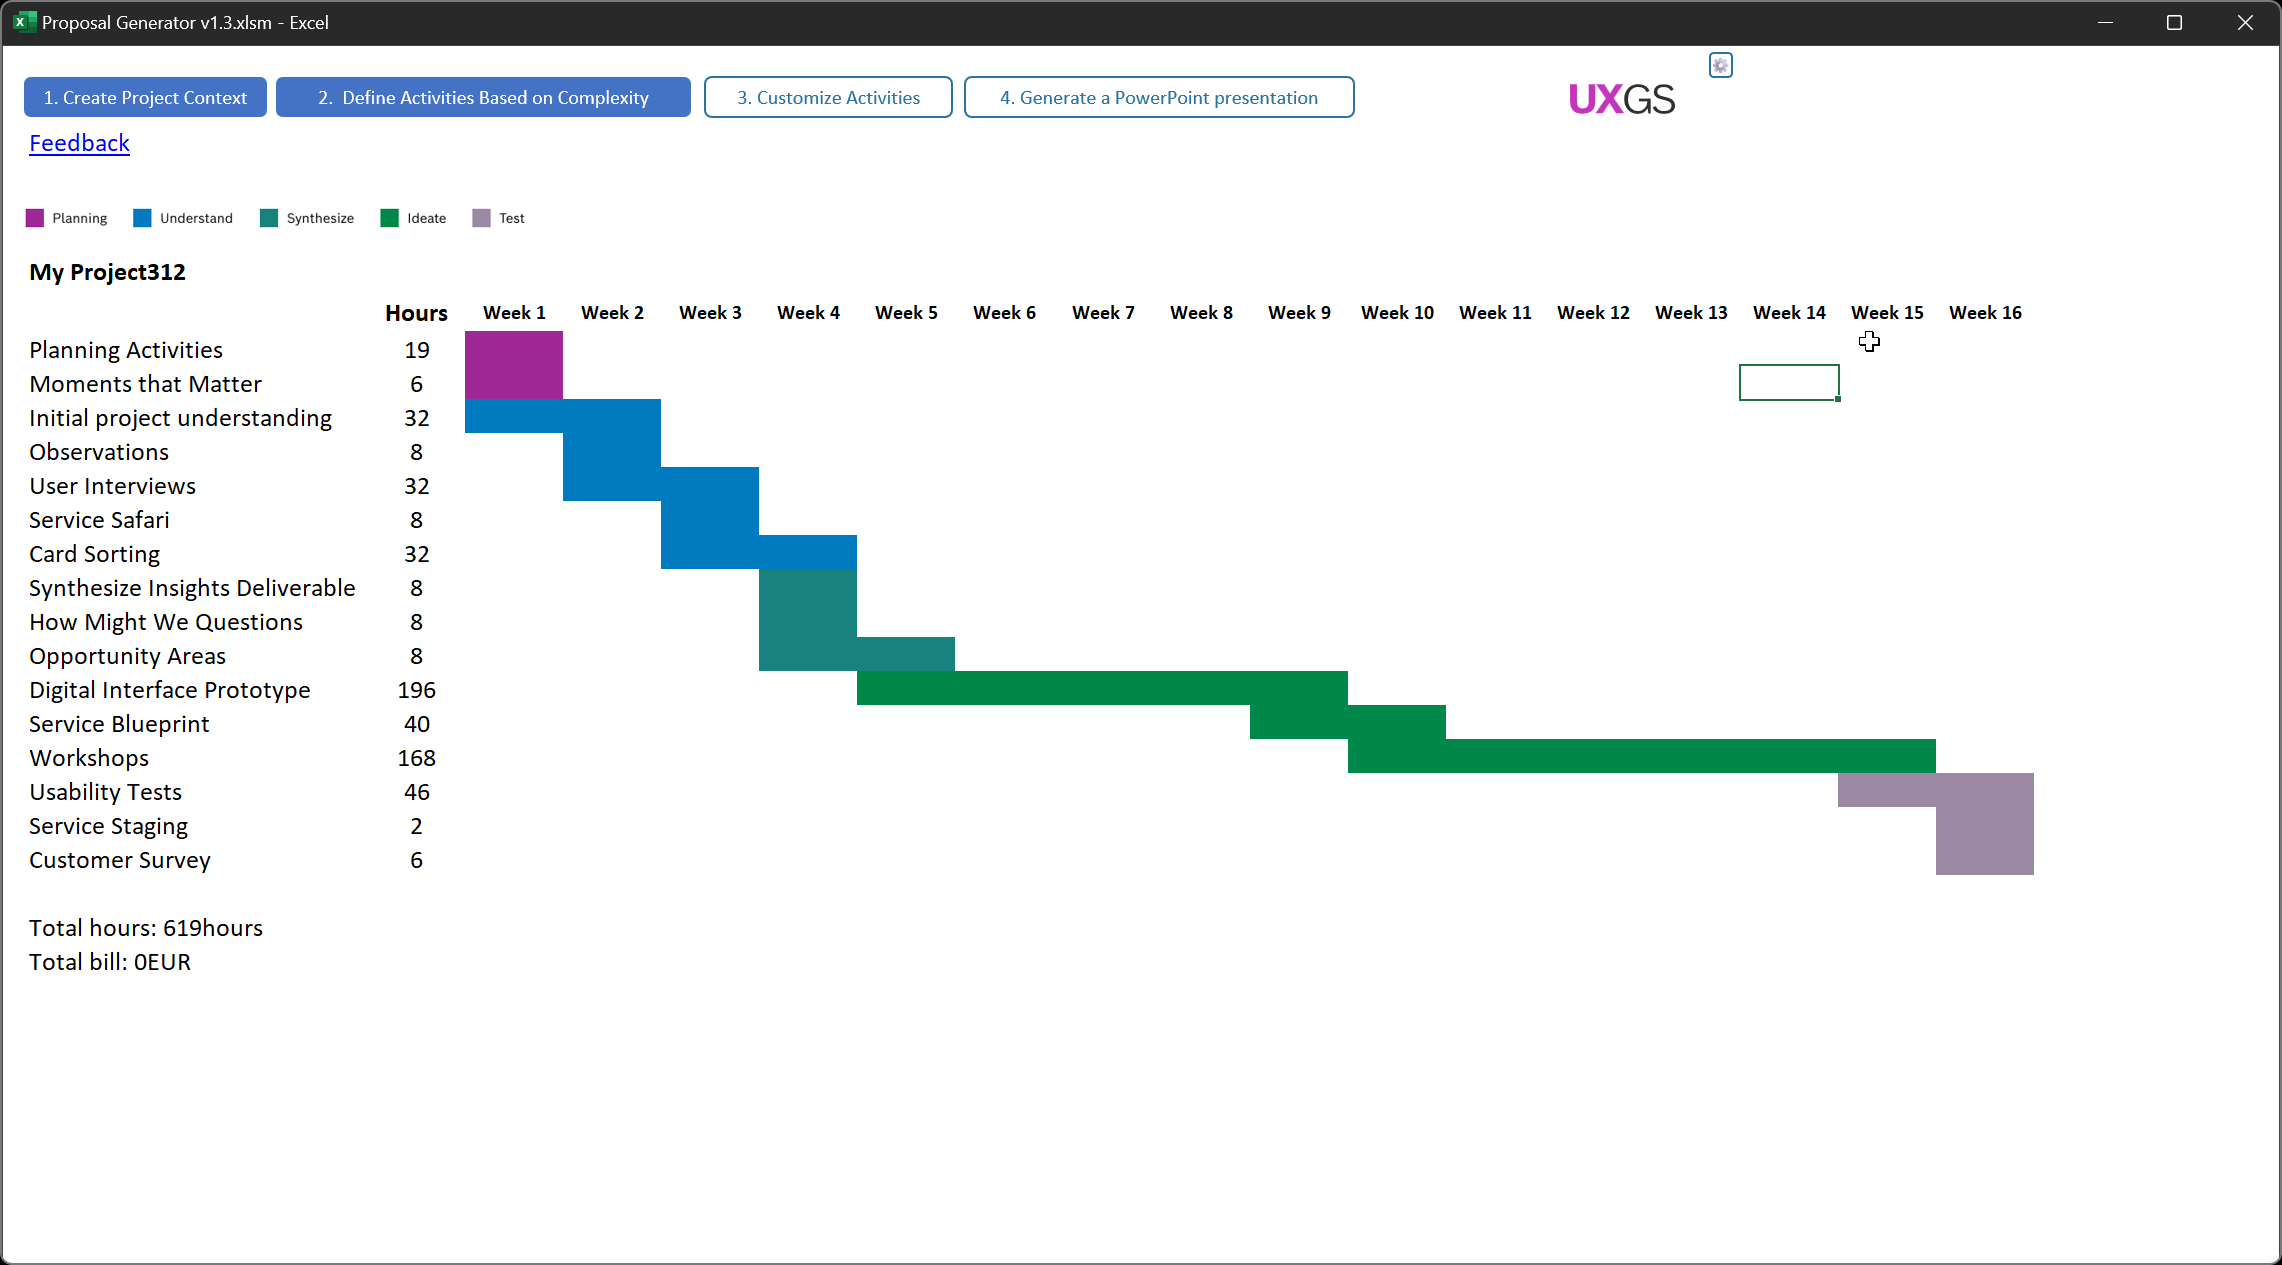 Proposal Generator v1.3.xlsm - Excel
1. Create Project Context
2. Define Activities Based on Complexity
3. Customize Activities
4. Generate a PowerPoint presentation
UXGS
Feedback
Planning Understand Synthesize Ideate Test
My Project312
Hours Week 1 Week 2 Week 3 Week 4 Week 5 Week 6 Week 7 Week 8 Week 9 Week 10 Week 11 Week 12 Week 13 Week 14 Week 15 Week 16
Planning Activities 19
Moments that Matter 6
Initial project understanding 32
Observations 8
User Interviews 32
Service Safari 8
Card Sorting 32
Synthesize Insights Deliverable 8
How Might We Questions 8
Opportunity Areas 8
Digital Interface Prototype 196
Service Blueprint 40
Workshops 168
Usability Tests 46
Service Staging 2
Customer Survey 6
Total hours: 619hours
Total bill: 0EUR